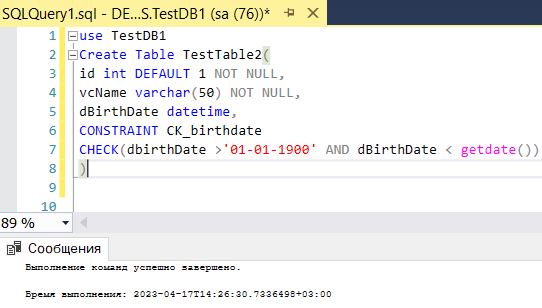 SQLQuery1.sql - DE...S.TestDB1 (sa (76))*
1 use TestDB1
2 Create Table TestTable2(
3 id int DEFAULT 1 NOT NULL,
4 vcName varchar(50) NOT NULL,
5 dBirthDate datetime,
6 CONSTRAINT CK_birthdate
7 CHECK(dbirthDate >'01-01-1900' AND dBirthDate < getdate())
8 )
9
10
89 %
Сообщения
Выполнение команд успешно завершено.
Время выполнения: 2023-04-17T14:26:30.7336498+03:00